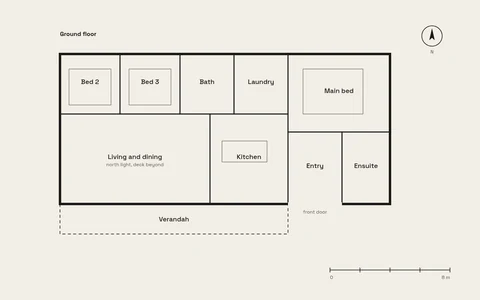 Ground floor
N
Bed 2
Bed 3
Bath
Laundry
Main bed
Living and dining
north light, deck beyond
Kitchen
Entry
Ensuite
front door
Verandah
0
8 m